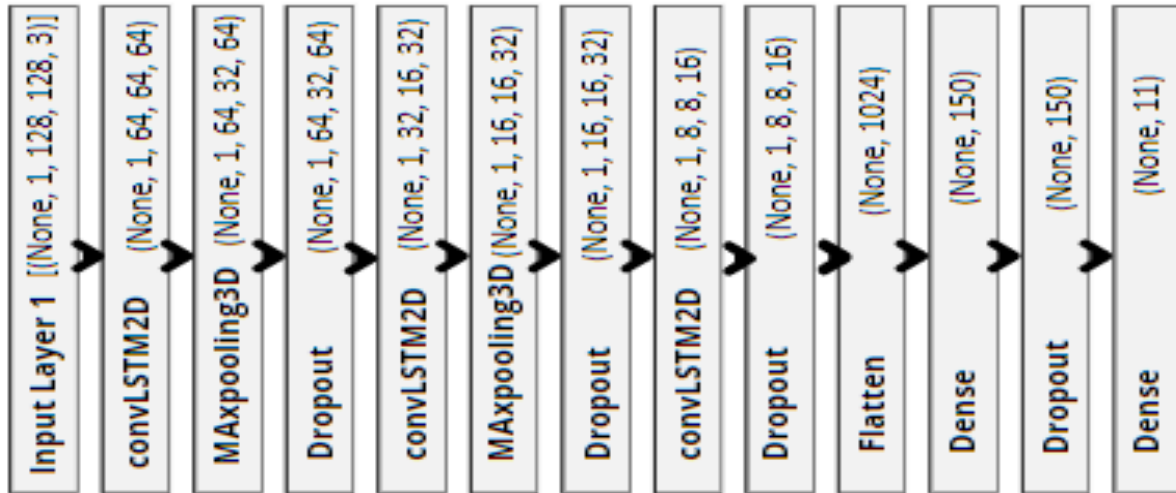 Input Layer 1 [(None, 1, 128, 128, 3)]
convLSTM2D (None, 1, 64, 64, 64)
MAxpooling3D (None, 1, 64, 32, 64)
Dropout (None, 1, 64, 32, 64)
convLSTM2D (None, 1, 32, 16, 32)
MAxpooling3D (None, 1, 16, 16, 32)
Dropout (None, 1, 16, 16, 32)
convLSTM2D (None, 1, 8, 8, 16)
Dropout (None, 1, 8, 8, 16)
Flatten (None, 1024)
Dense (None, 150)
Dropout (None, 150)
Dense (None, 11)